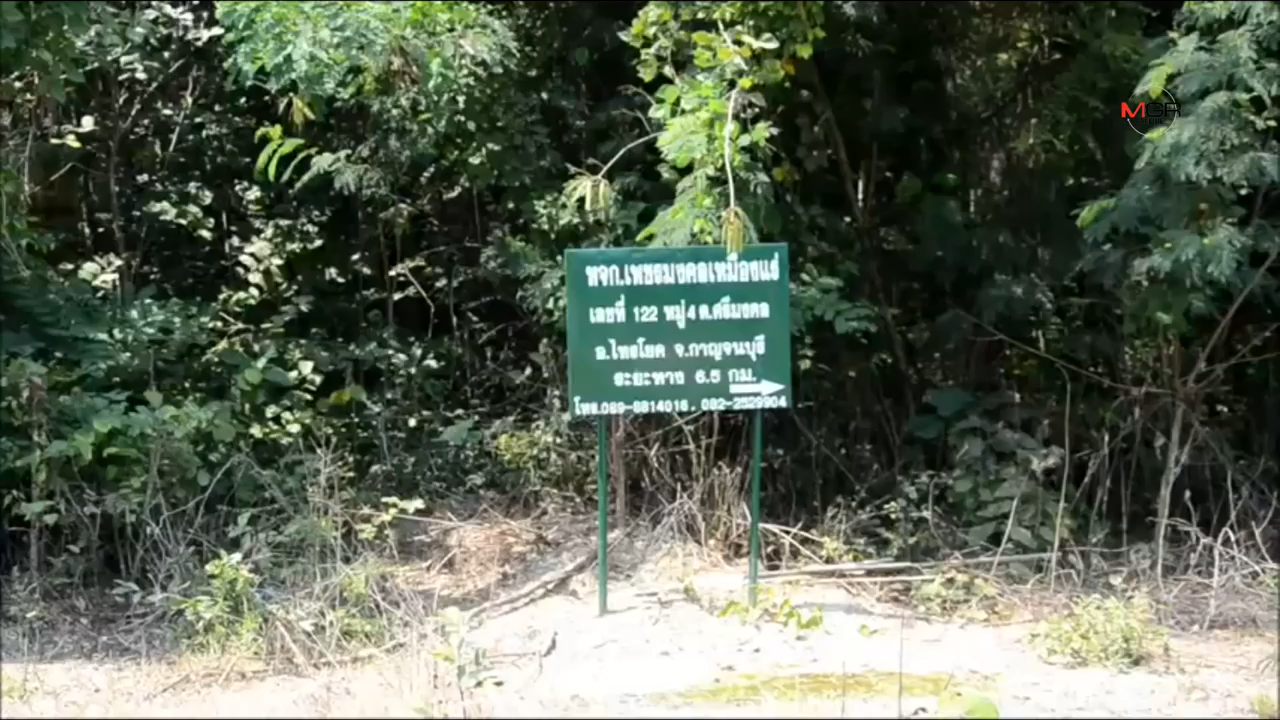 หจก.เพชรมงคลเหมืองแร่
เลขที่ 122 หมู่4 ต.ศรีมงคล
อ.ไทรโยค จ.กาญจนบุรี
ระยะทาง 6.5 กม.
โทร.089-8814016, 082-2529904